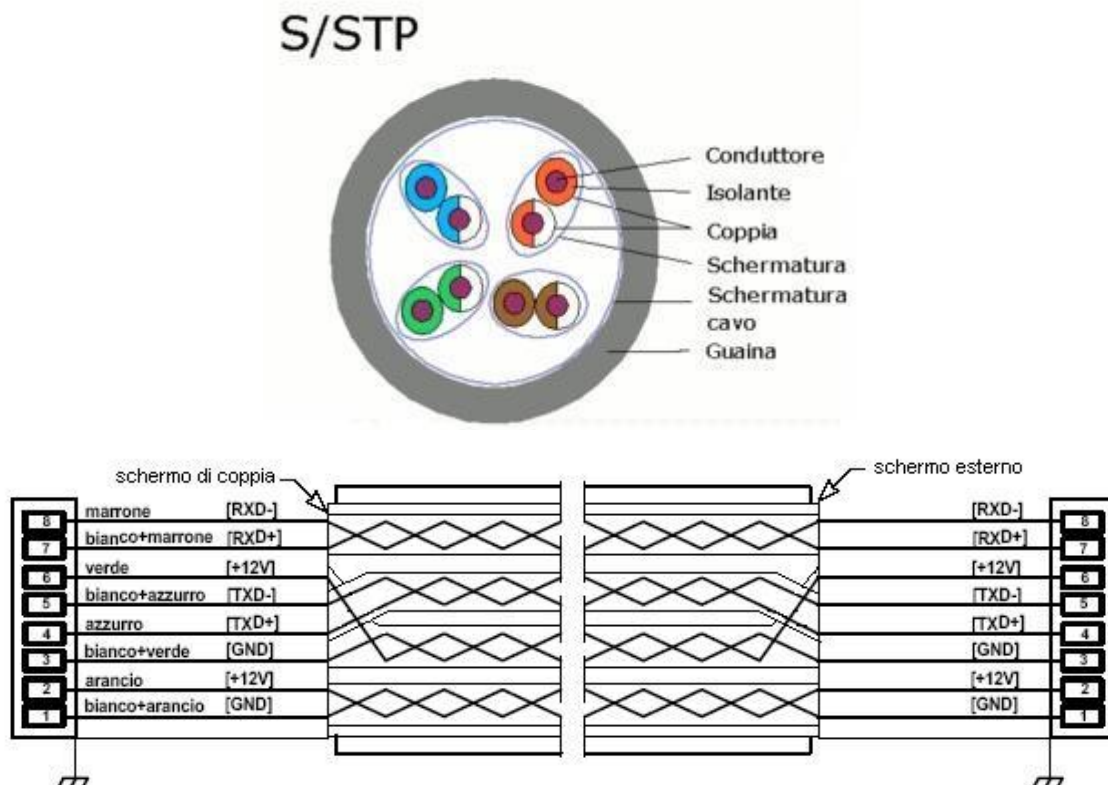 S/STP
Conduttore
Isolante
Coppia
Schermatura
Schermatura
cavo
Guaina
schermo di coppia
schermo esterno
8 marrone [RXD-] [RXD-] 8
7 bianco+marrone [RXD+] [RXD+] 7
6 verde [+12V] [+12V] 6
5 bianco+azzurro [TXD-] [TXD-] 5
4 azzurro [TXD+] [TXD+] 4
3 bianco+verde [GND] [GND] 3
2 arancio [+12V] [+12V] 2
1 bianco+arancio [GND] [GND] 1